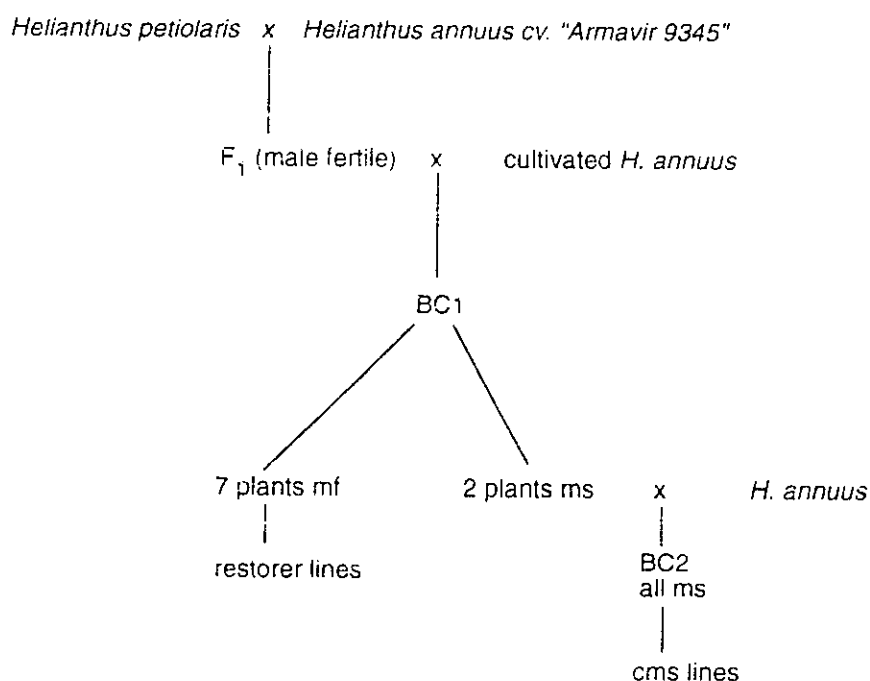 Helianthus petiolaris x Helianthus annuus cv. "Armavir 9345"
F1 (male fertile) x cultivated H. annuus
BC1
7 plants mf 2 plants ms x H. annuus
restorer lines
BC2
all ms
cms lines